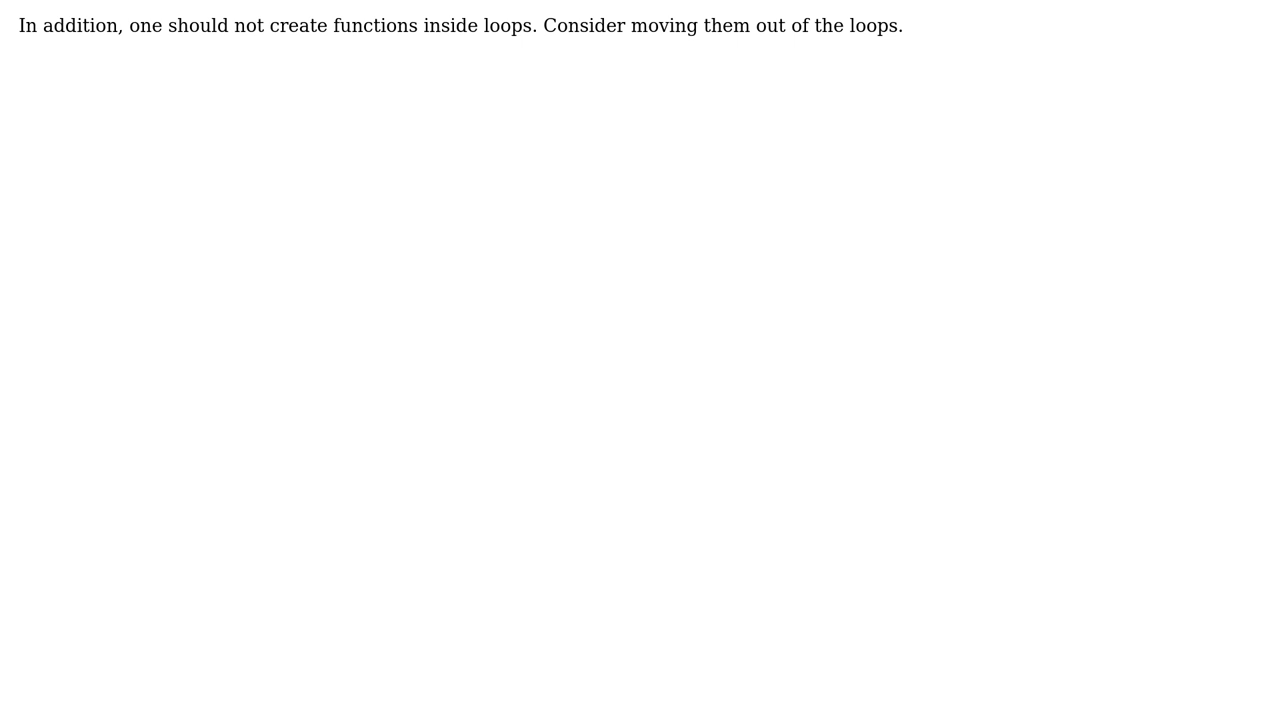 In addition, one should not create functions inside loops. Consider moving them out of the loops.